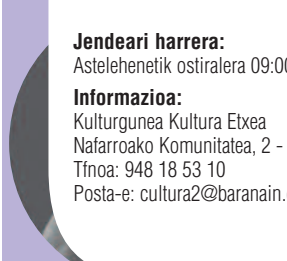 Jendeari harrera:
Astelehenetik ostiralera 09:00
Informazioa:
Kulturgunea Kultura Etxea
Nafarroako Komunitatea, 2 -
Tfnoa: 948 18 53 10
Posta-e: cultura2@baranain.